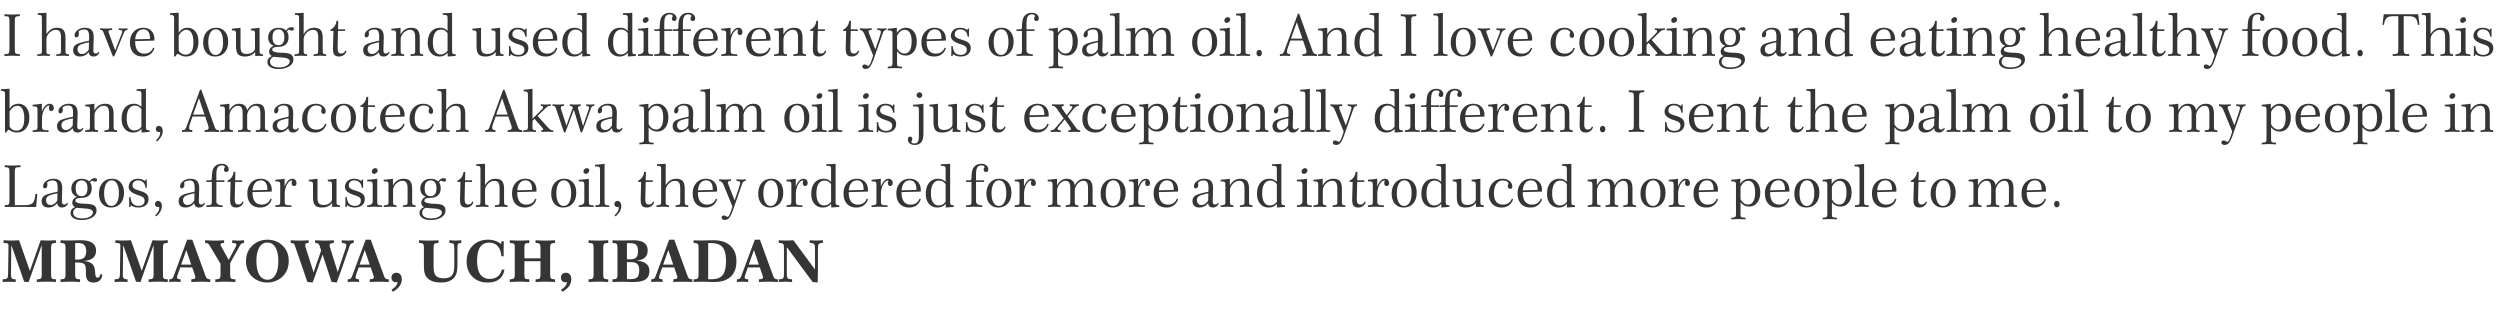 I have bought and used different types of palm oil. And I love cooking and eating healthy food. This
brand, Amacotech Akwa palm oil is just exceptionally different. I sent the palm oil to my people in
Lagos, after using the oil, they ordered for more and introduced more people to me.
MR MAYOWA, UCH, IBADAN